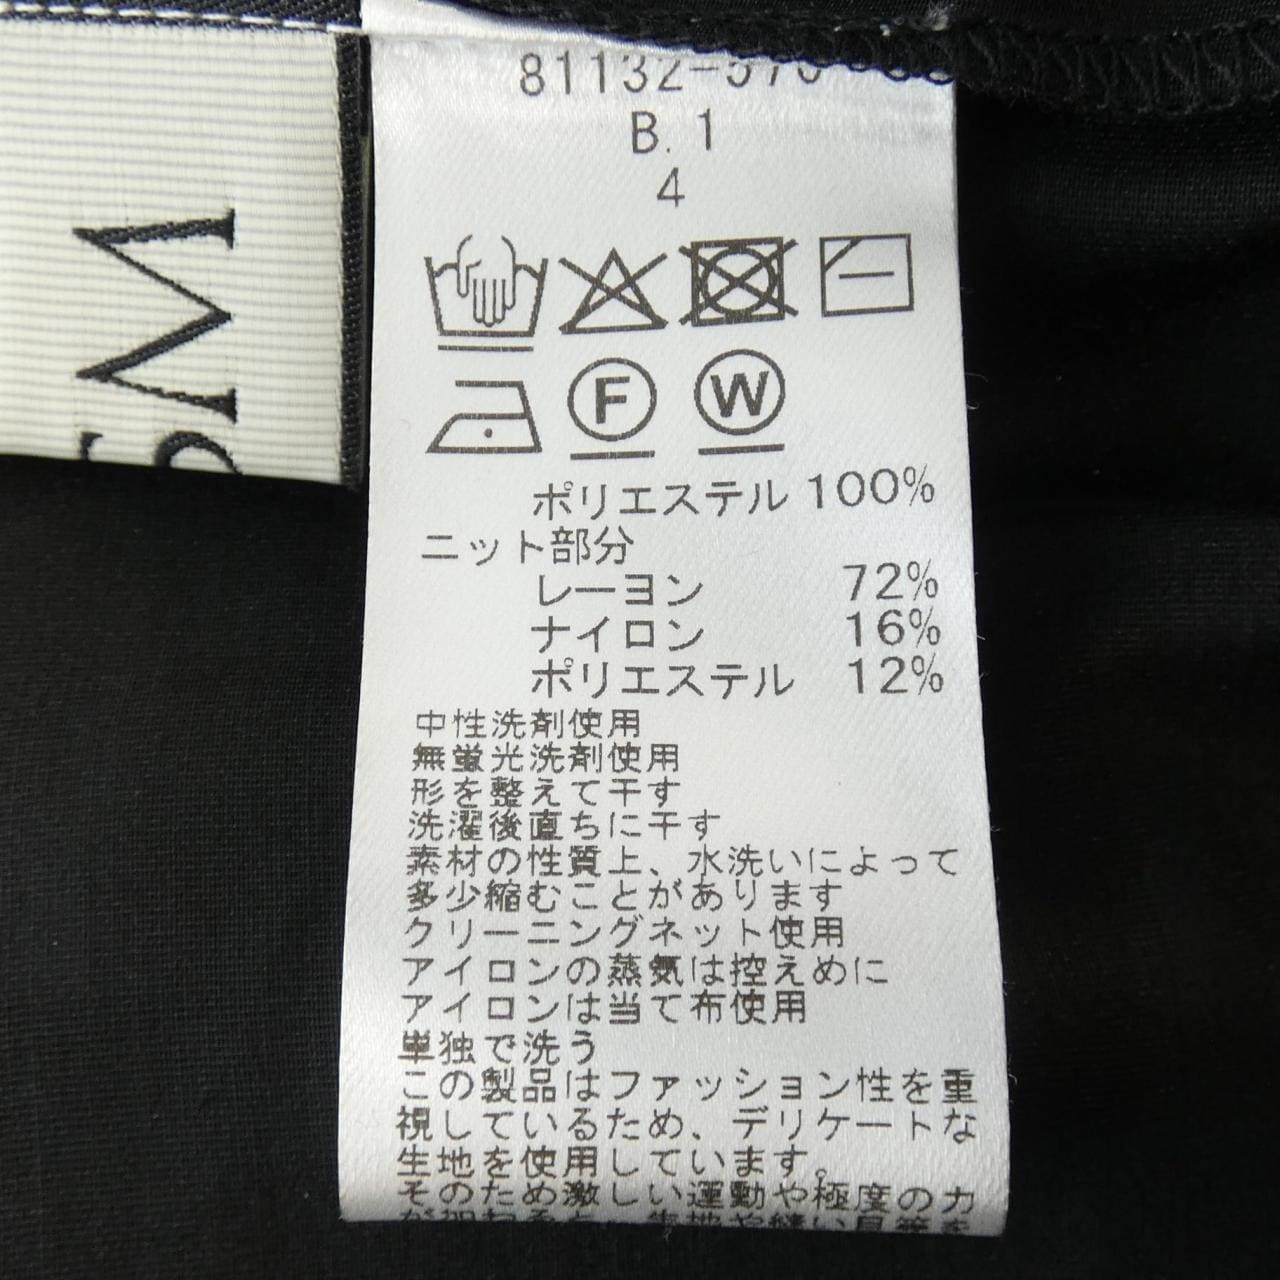 B.1
4
F W
ポリエステル 100%
ニット部分
レーヨン 72%
ナイロン 16%
ポリエステル 12%
中性洗剤使用
無蛍光洗剤使用
形を整えて干す
洗濯後直ちに干す
素材の性質上、水洗いによって
多少縮むことがあります
クリーニングネット使用
アイロンの蒸気は控えめに
アイロンは当て布使用
単独で洗う
この製品はファッション性を重
視しているため、デリケートな
生地を使用しています。
そのため激しい運動や極度の力